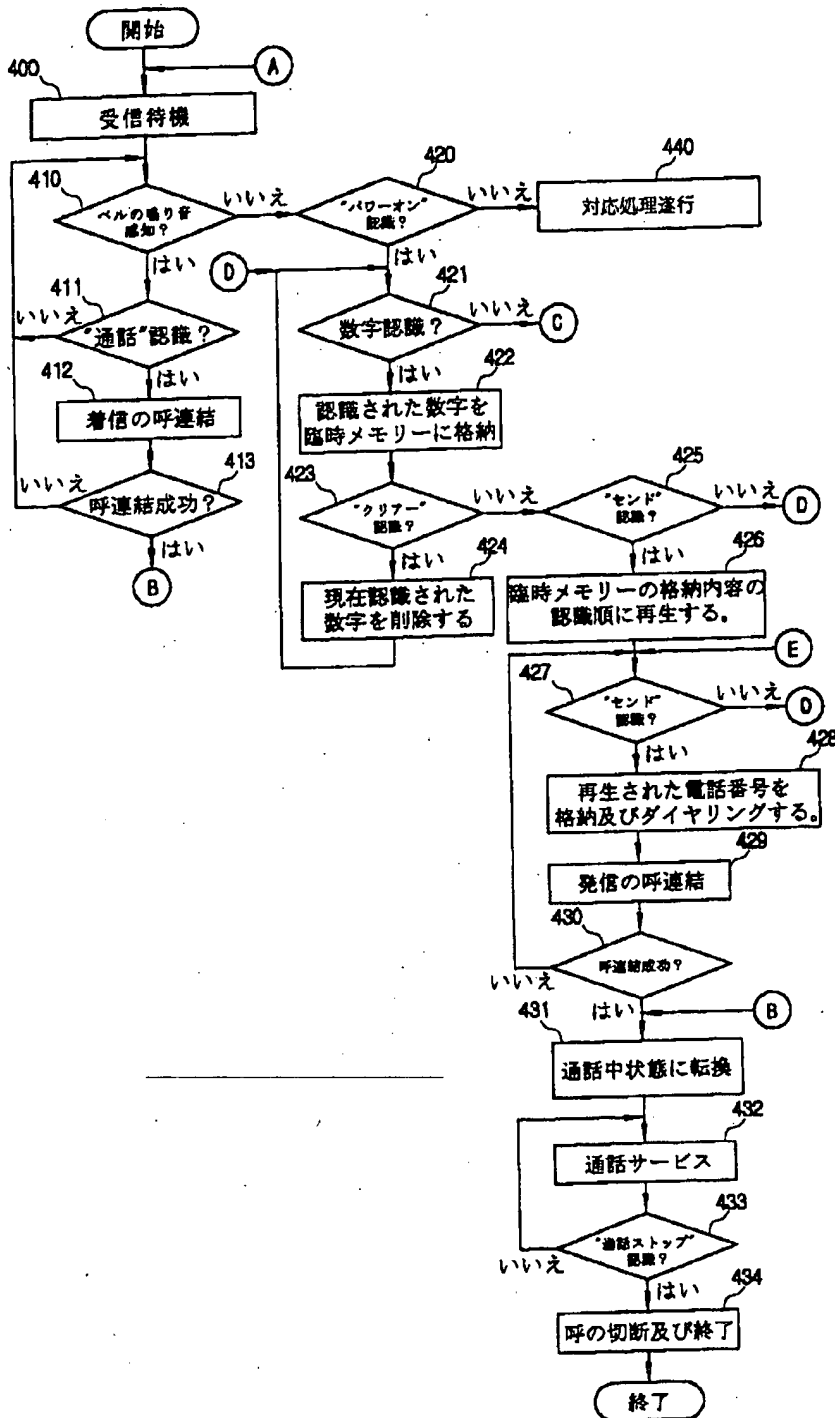 開始
A
400
受信待機
410
ベルの鳴り音
感知?
いいえ
420
"パワーオン"
認識?
いいえ
440
対応処理遂行
はい
はい
D
411
"通話"認識?
いいえ
421
数字認識?
いいえ
C
はい
はい
412
着信の呼連結
422
認識された数字を
臨時メモリーに格納
413
呼連結成功?
いいえ
はい
B
423
"クリアー"
認識?
いいえ
425
"センド"
認識?
いいえ
D
はい
424
現在認識された
数字を削除する
はい
426
臨時メモリーの格納内容の
認識順に再生する。
E
427
"センド"
認識?
いいえ
D
はい
428
再生された電話番号を
格納及びダイヤリングする。
429
発信の呼連結
430
呼連結成功?
いいえ
はい
B
431
通話中状態に転換
432
通話サービス
433
"通話ストップ"
認識?
いいえ
はい
434
呼の切断及び終了
終了